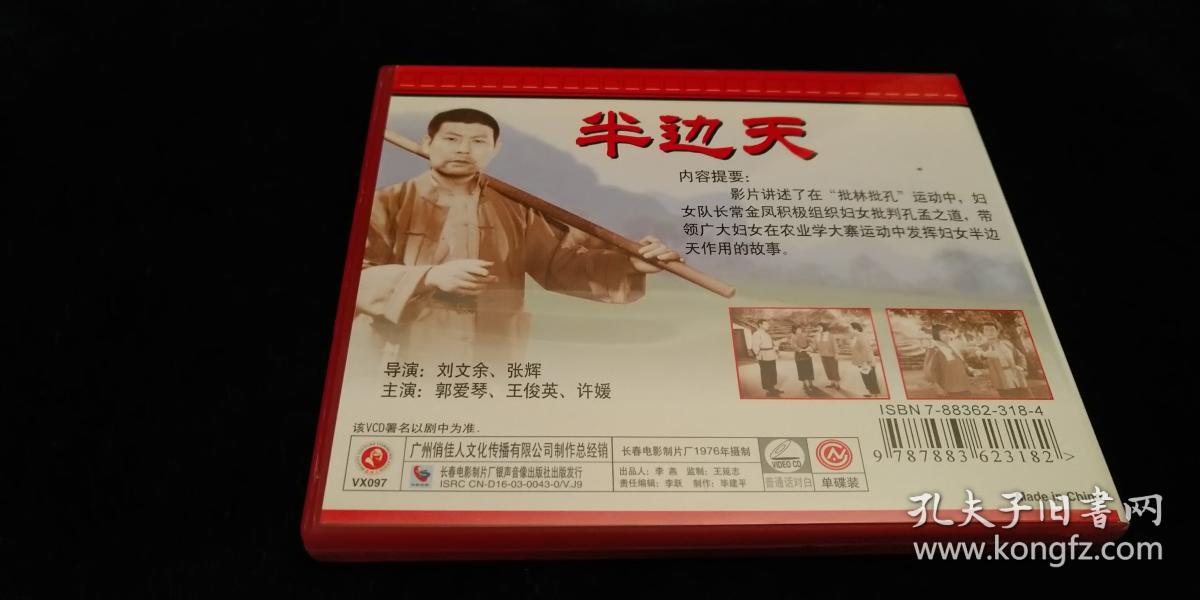 半边天
内容提要:
影片讲述了在“批林批孔”运动中，妇
女队长常金凤积极组织妇女批判孔孟之道，带
领广大妇女在农业学大寨运动中发挥妇女半边
天作用的故事。
导演：刘文余、张辉
主演：郭爱琴、王俊英、许媛
该VCD署名以剧中为准.
ISBN 7-88362-318-4
9 787883 623182 >
VX097
广州俏佳人文化传播有限公司制作总经销
长春电影制片厂银声音像出版社出版发行
ISRC CN-D16-03-0043-0/V.J9
长春电影制片厂1976年摄制
出品人：李燕 监制：王延志
责任编辑：李跃 制作：毕建平
VIDEO CD
普通话对白
单碟装
Made in China
孔夫子旧书网
www.kongfz.com